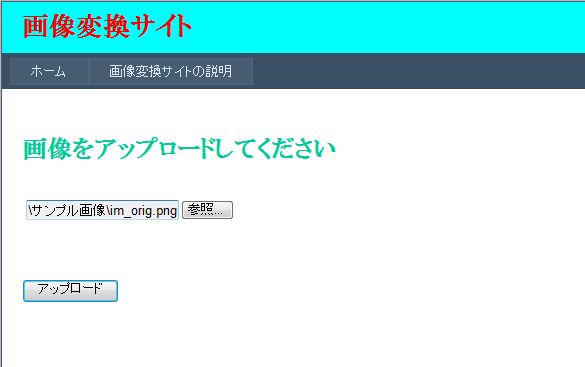 画像変換サイト
ホーム 画像変換サイトの説明
画像をアップロードしてください
\サンプル画像\im_orig.png 参照...
アップロード